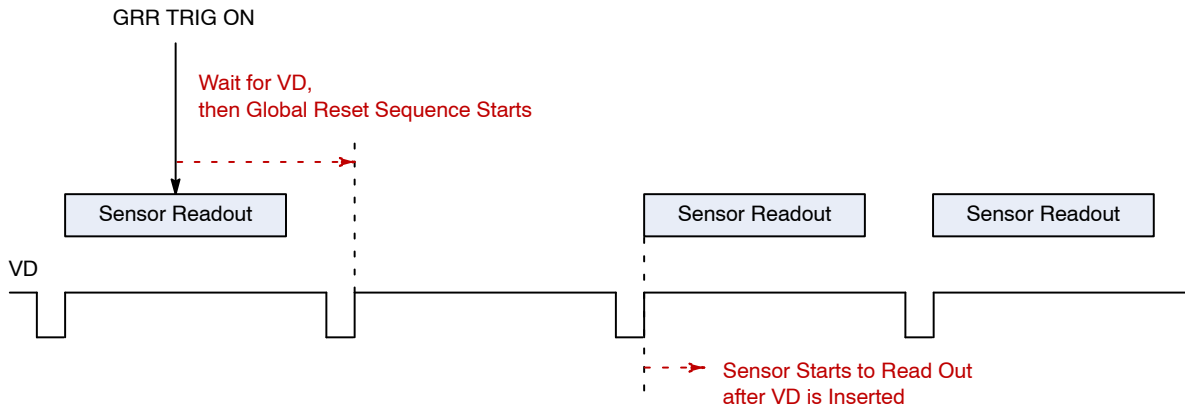 GRR TRIG ON
Wait for VD,
then Global Reset Sequence Starts
Sensor Readout
Sensor Readout
Sensor Readout
VD
Sensor Starts to Read Out
after VD is Inserted